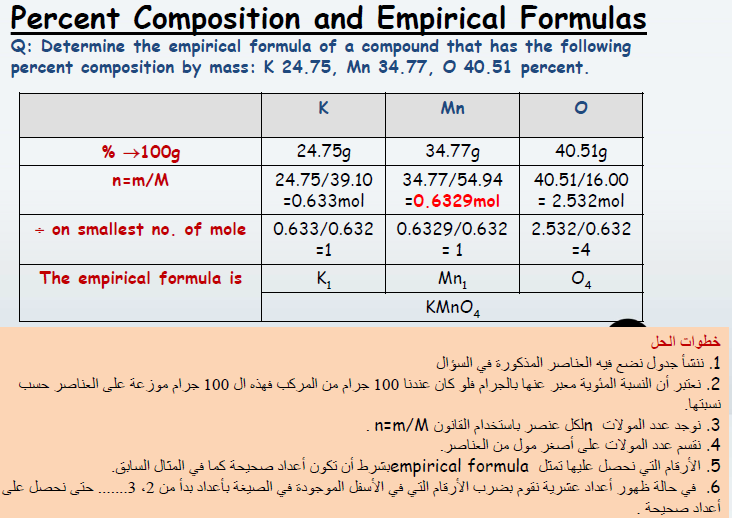 Percent Composition and Empirical Formulas
Q: Determine the empirical formula of a compound that has the following
percent composition by mass: K 24.75, Mn 34.77, O 40.51 percent.
K Mn O
% →100g 24.75g 34.77g 40.51g
n=m/M 24.75/39.10 34.77/54.94 40.51/16.00
=0.633mol =0.6329mol = 2.532mol
÷ on smallest no. of mole 0.633/0.632 0.6329/0.632 2.532/0.632
=1 = 1 =4
The empirical formula is K₁ Mn₁ O₄
KMnO₄
خطوات الحل
1. ننشأ جدول نضع فيه العناصر المذكورة في السؤال
2. نعتبر أن النسبة المئوية معبر عنها بالجرام فلو كان عندنا 100 جرام من المركب فهذه ال 100 جرام موزعة على العناصر حسب
نسبتها.
3. نوجد عدد المولات n لكل عنصر باستخدام القانون n=m/M .
4. نقسم عدد المولات على أصغر مول من العناصر.
5. الأرقام التي نحصل عليها تمثل empirical formula بشرط أن تكون أعداد صحيحة كما في المثال السابق.
6. في حالة ظهور أعداد عشرية نقوم بضرب الأرقام التي في الأسفل الموجودة في الصيغة بأعداد بدأ من 2، 3....... حتى نحصل على
أعداد صحيحة .